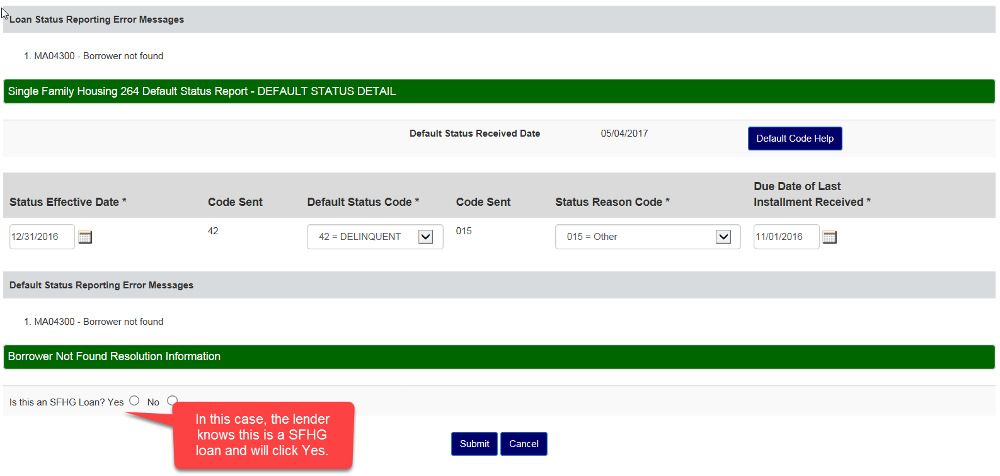 Loan Status Reporting Error Messages
1. MA04300 - Borrower not found
Single Family Housing 264 Default Status Report - DEFAULT STATUS DETAIL
Default Status Received Date 05/04/2017 Default Code Help
Status Effective Date * Code Sent Default Status Code * Code Sent Status Reason Code * Due Date of Last
Installment Received *
12/31/2016 42 42 = DELINQUENT 015 015 = Other 11/01/2016
Default Status Reporting Error Messages
1. MA04300 - Borrower not found
Borrower Not Found Resolution Information
Is this an SFHG Loan? Yes No
In this case, the lender
knows this is a SFHG
loan and will click Yes.
Submit Cancel